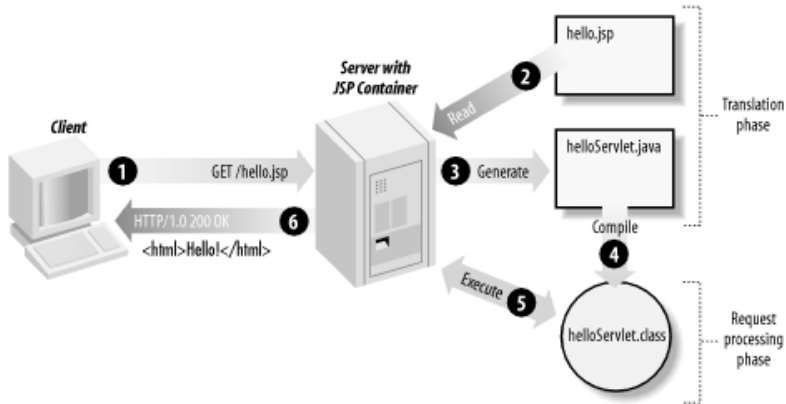 Client
1
GET /hello.jsp
HTTP/1.0 200 OK
6
<html>Hello!</html>
Server with
JSP Container
2
Read
hello.jsp
3
Generate
helloServlet.java
Compile
4
Execute
5
helloServlet.class
Translation
phase
Request
processing
phase